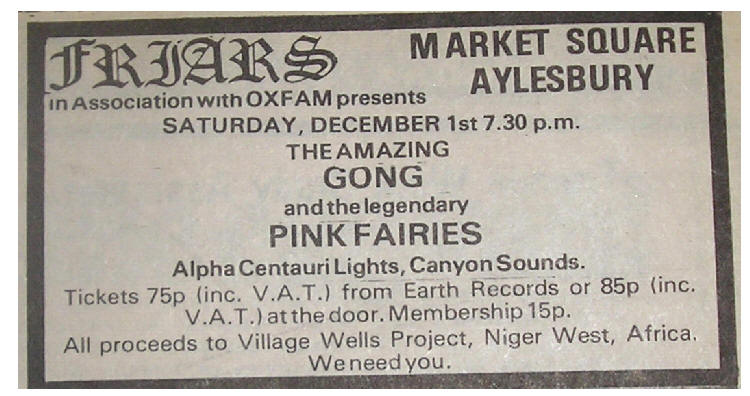 FRIARS
MARKET SQUARE
AYLESBURY
in Association with OXFAM presents
SATURDAY, DECEMBER 1st 7.30 p.m.
THE AMAZING
GONG
and the legendary
PINK FAIRIES
Alpha Centauri Lights, Canyon Sounds.
Tickets 75p (inc. V.A.T.) from Earth Records or 85p (inc.
V.A.T.) at the door. Membership 15p.
All proceeds to Village Wells Project, Niger West, Africa.
We need you.